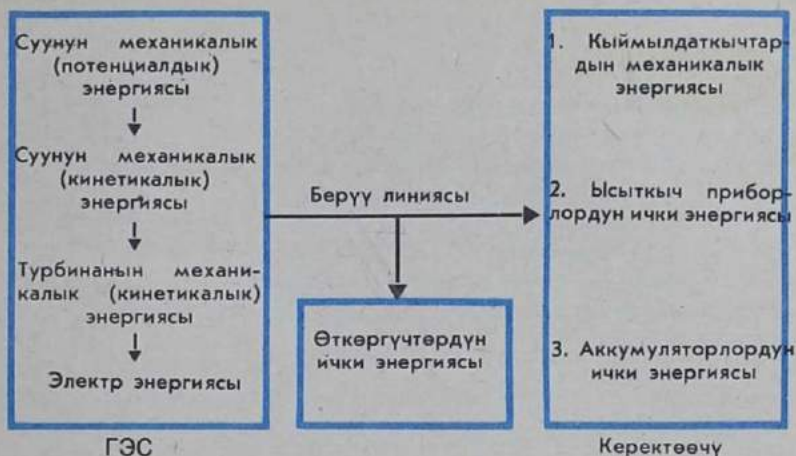 Суунун механикалык
(потенциалдык)
энергиясы
Суунун механикалык
(кинетикалык)
энергиясы
Турбинанын механи-
калык (кинетикалык)
энергиясы
Электр энергиясы
ГЭС
Берүү линиясы
Өткөргүчтөрдүн
ички энергиясы
1. Кыймылдаткычтар-
дын механикалык
энергиясы
2. Ысыткыч прибор-
лордун ички энергиясы
3. Аккумуляторлордун
ички энергиясы
Керектөөчү